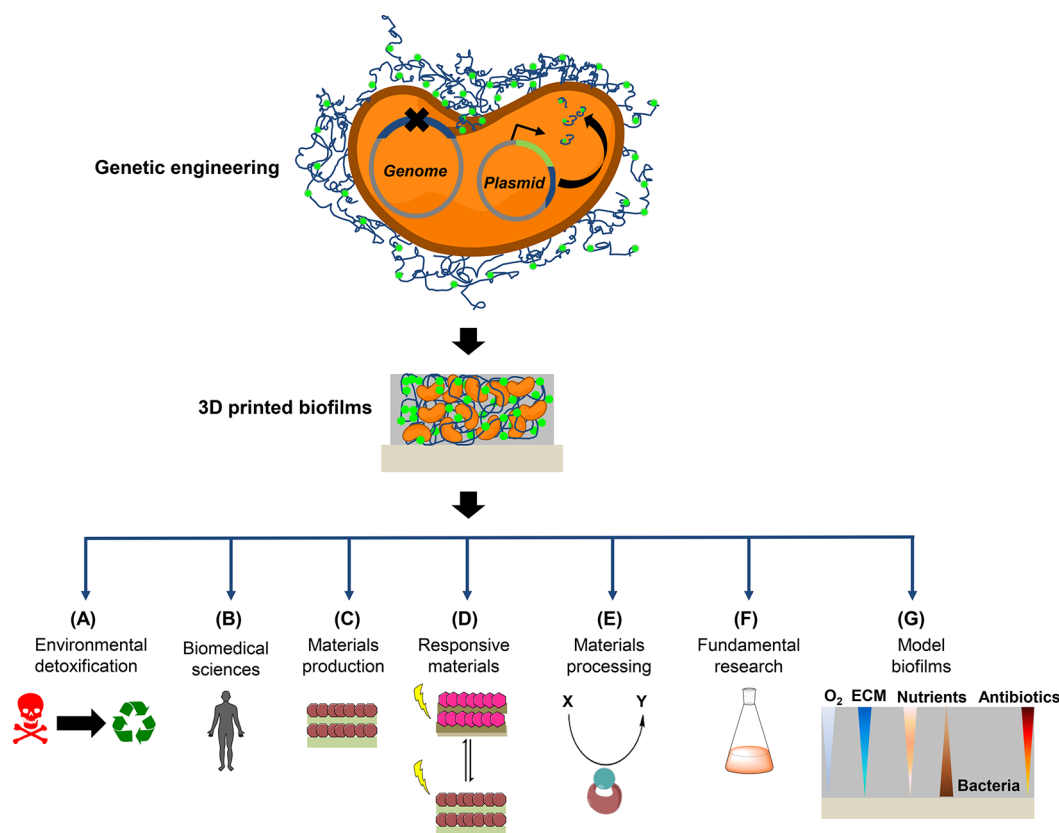 Genetic engineering
Genome
Plasmid
3D printed biofilms
(A)
Environmental
detoxification
(B)
Biomedical
sciences
(C)
Materials
production
(D)
Responsive
materials
(E)
Materials
processing
X Y
(F)
Fundamental
research
(G)
Model
biofilms
O₂ ECM Nutrients Antibiotics
Bacteria